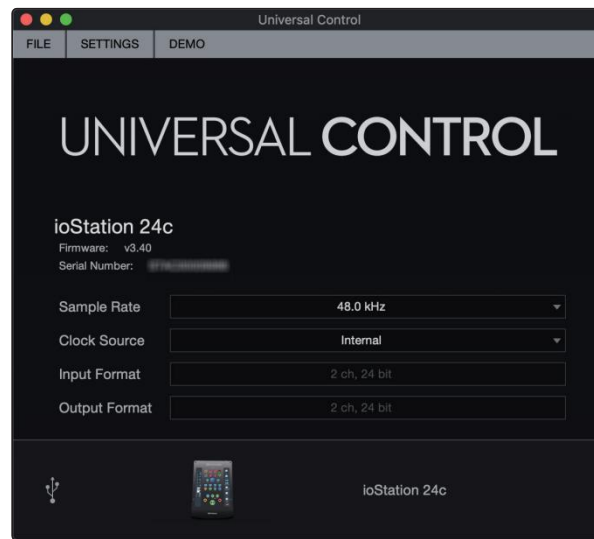 Universal Control
FILE SETTINGS DEMO
UNIVERSAL CONTROL
ioStation 24c
Firmware: v3.40
Serial Number:
Sample Rate 48.0 kHz
Clock Source Internal
Input Format 2 ch, 24 bit
Output Format 2 ch, 24 bit
ioStation 24c